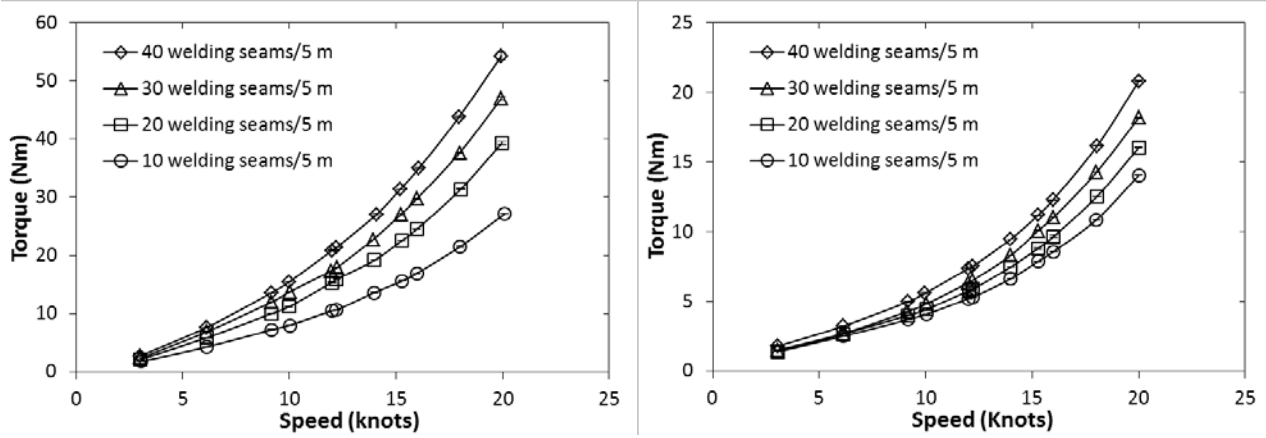 60
50
40
30
20
10
0
Torque (Nm)
40 welding seams/5 m
30 welding seams/5 m
20 welding seams/5 m
10 welding seams/5 m
0 5 10 15 20 25
Speed (knots)
25
20
15
10
5
0
Torque (Nm)
40 welding seams/5 m
30 welding seams/5 m
20 welding seams/5 m
10 welding seams/5 m
0 5 10 15 20 25
Speed (Knots)